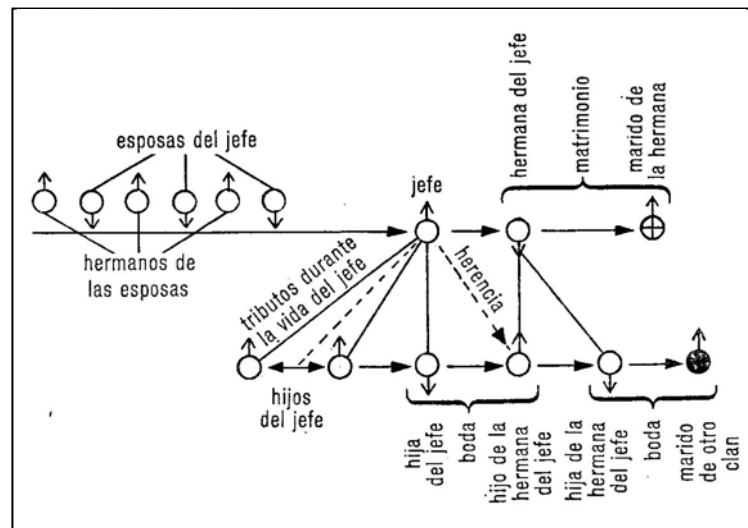 esposas del jefe
hermanos de
las esposas
jefe
hermana del jefe
matrimonio
marido de
la hermana
tributos durante
la vida del jefe
herencia
hijos
del jefe
hija
del jefe
boda
hijo de la
hermana
del jefe
hija de la
hermana
del jefe
boda
marido
de otro
clan